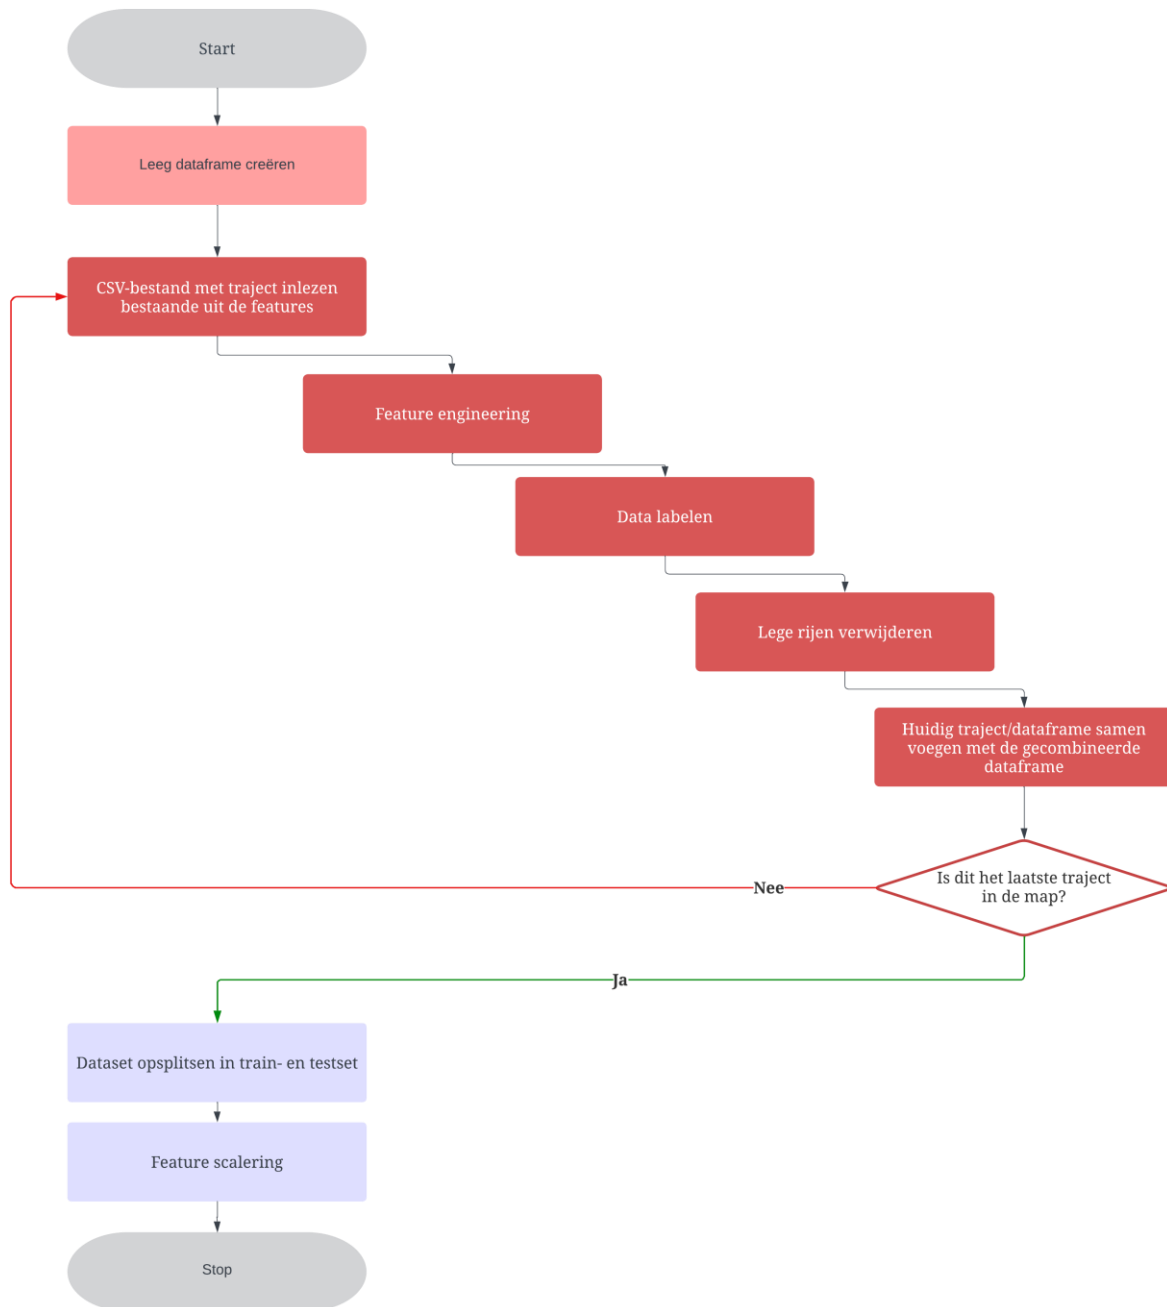 Start
Leeg dataframe creëren
CSV-bestand met traject inlezen
bestaande uit de features
Feature engineering
Data labelen
Lege rijen verwijderen
Huidig traject/dataframe samen
voegen met de gecombineerde
dataframe
Is dit het laatste traject
in de map?
Nee
Ja
Dataset opsplitsen in train- en testset
Feature scalering
Stop